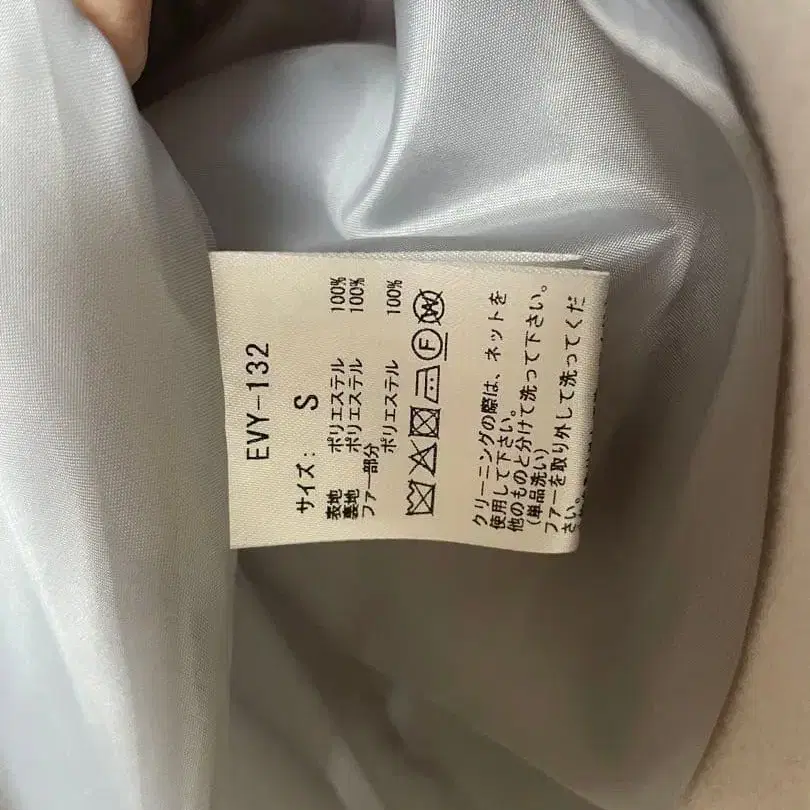 EVY-132
サイズ: S
表地 ポリエステル 100%
裏地 ポリエステル 100%
ファー部分
ポリエステル 100%
F W
クリーニングの際は、ネットを
使用して下さい。
他のものと分けて洗って下さい。
(単品洗い)
ファーを取り外して洗ってくだ
さい。